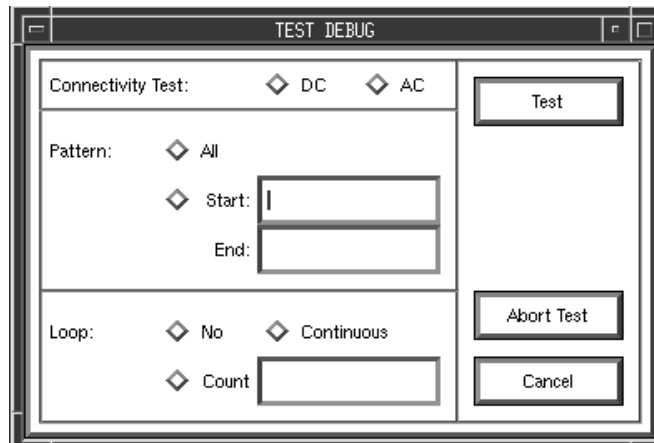 TEST DEBUG
Connectivity Test: DC AC
Test
Pattern: All
Start:
End:
Loop: No Continuous
Count
Abort Test
Cancel